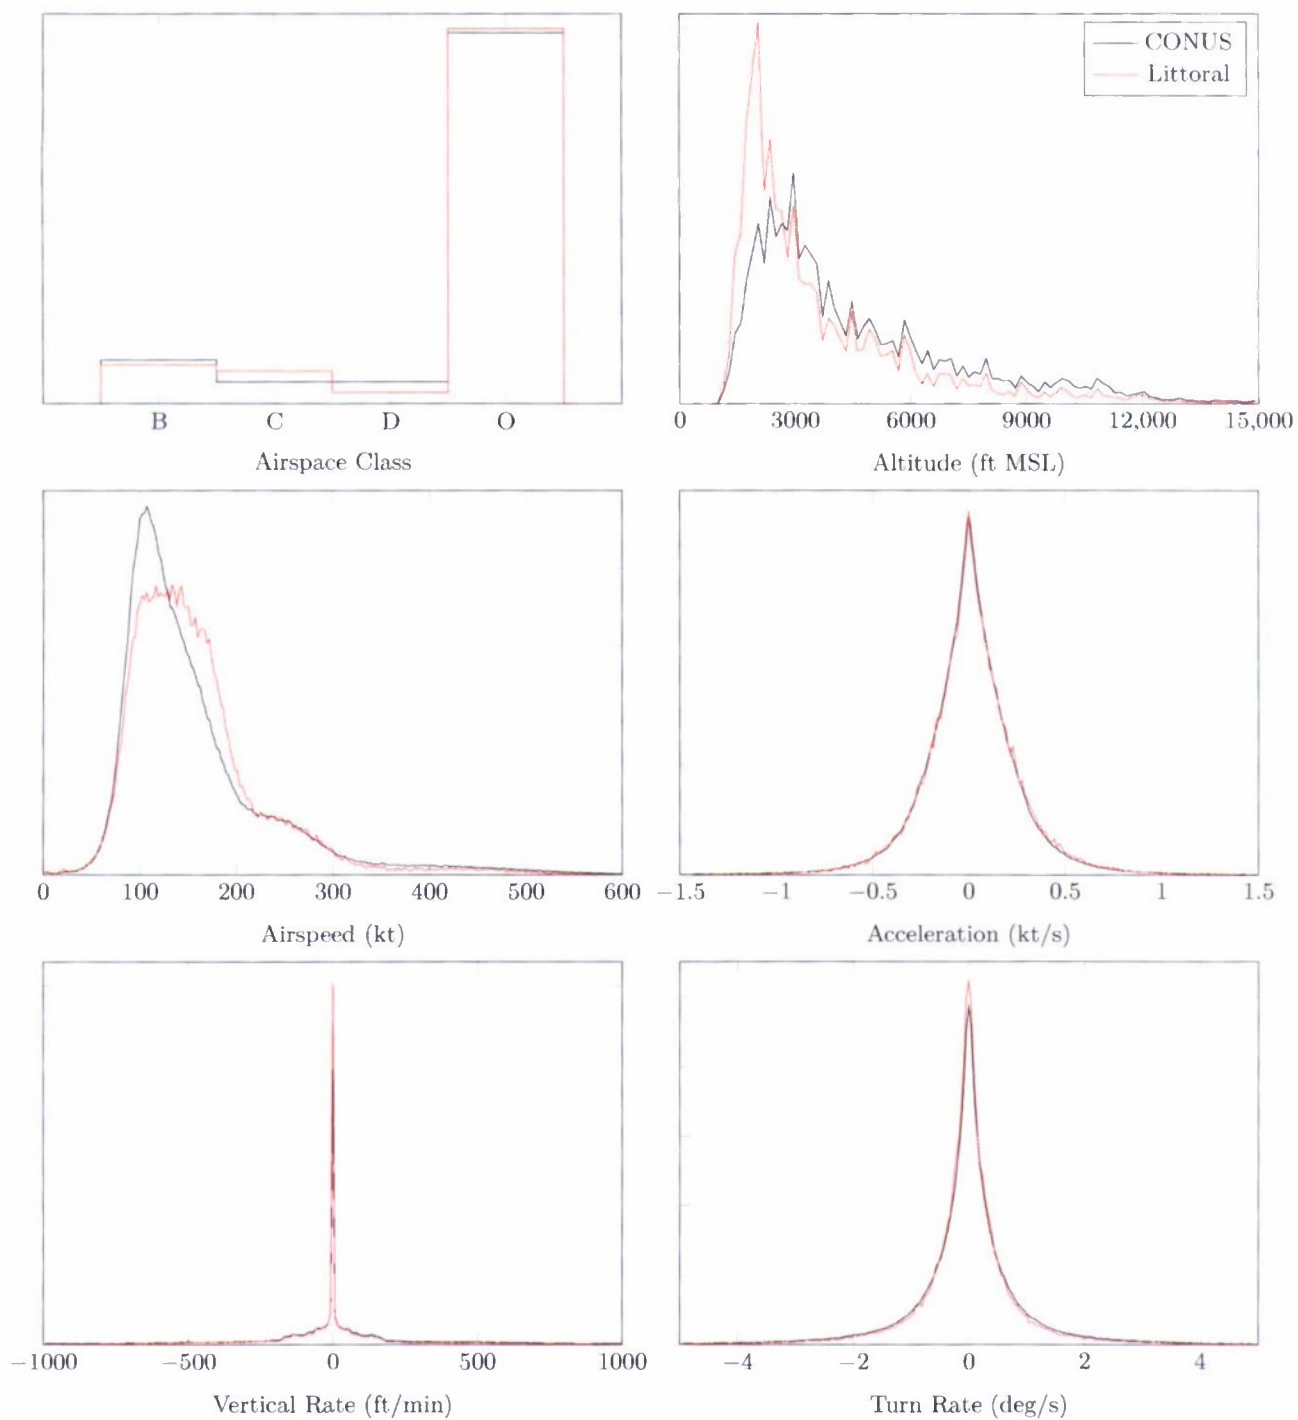 CONUS
Littoral
B C D O
Airspace Class
0 3000 6000 9000 12,000 15,000
Altitude (ft MSL)
0 100 200 300 400 500 600
Airspeed (kt)
−1.5 −1 −0.5 0 0.5 1 1.5
Acceleration (kt/s)
−1000 −500 0 500 1000
Vertical Rate (ft/min)
−4 −2 0 2 4
Turn Rate (deg/s)